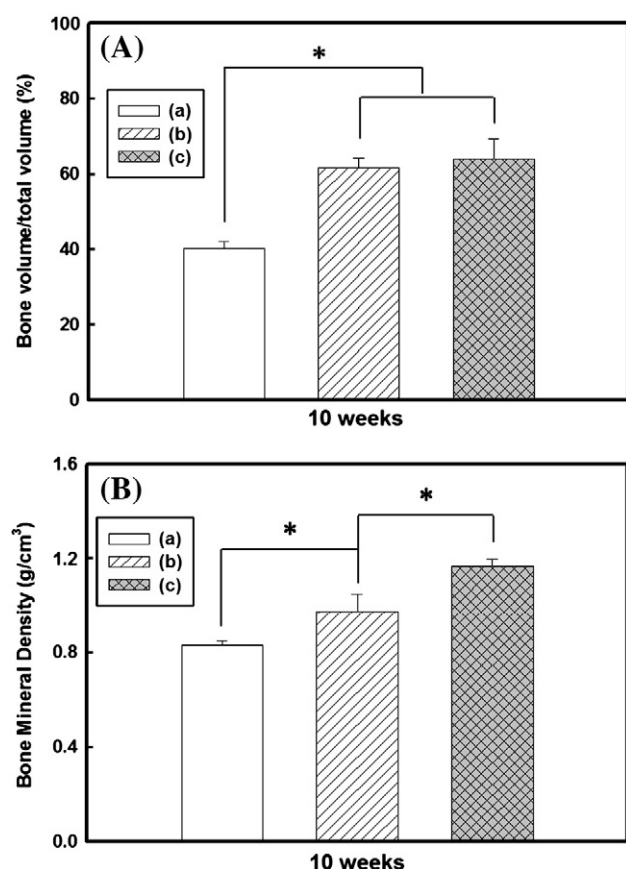 (A)
*
(a)
(b)
(c)
Bone volume/total volume (%)
100
80
60
40
20
0
10 weeks
(B)
*
*
(a)
(b)
(c)
Bone Mineral Density (g/cm³)
1.6
1.2
0.8
0.4
0.0
10 weeks